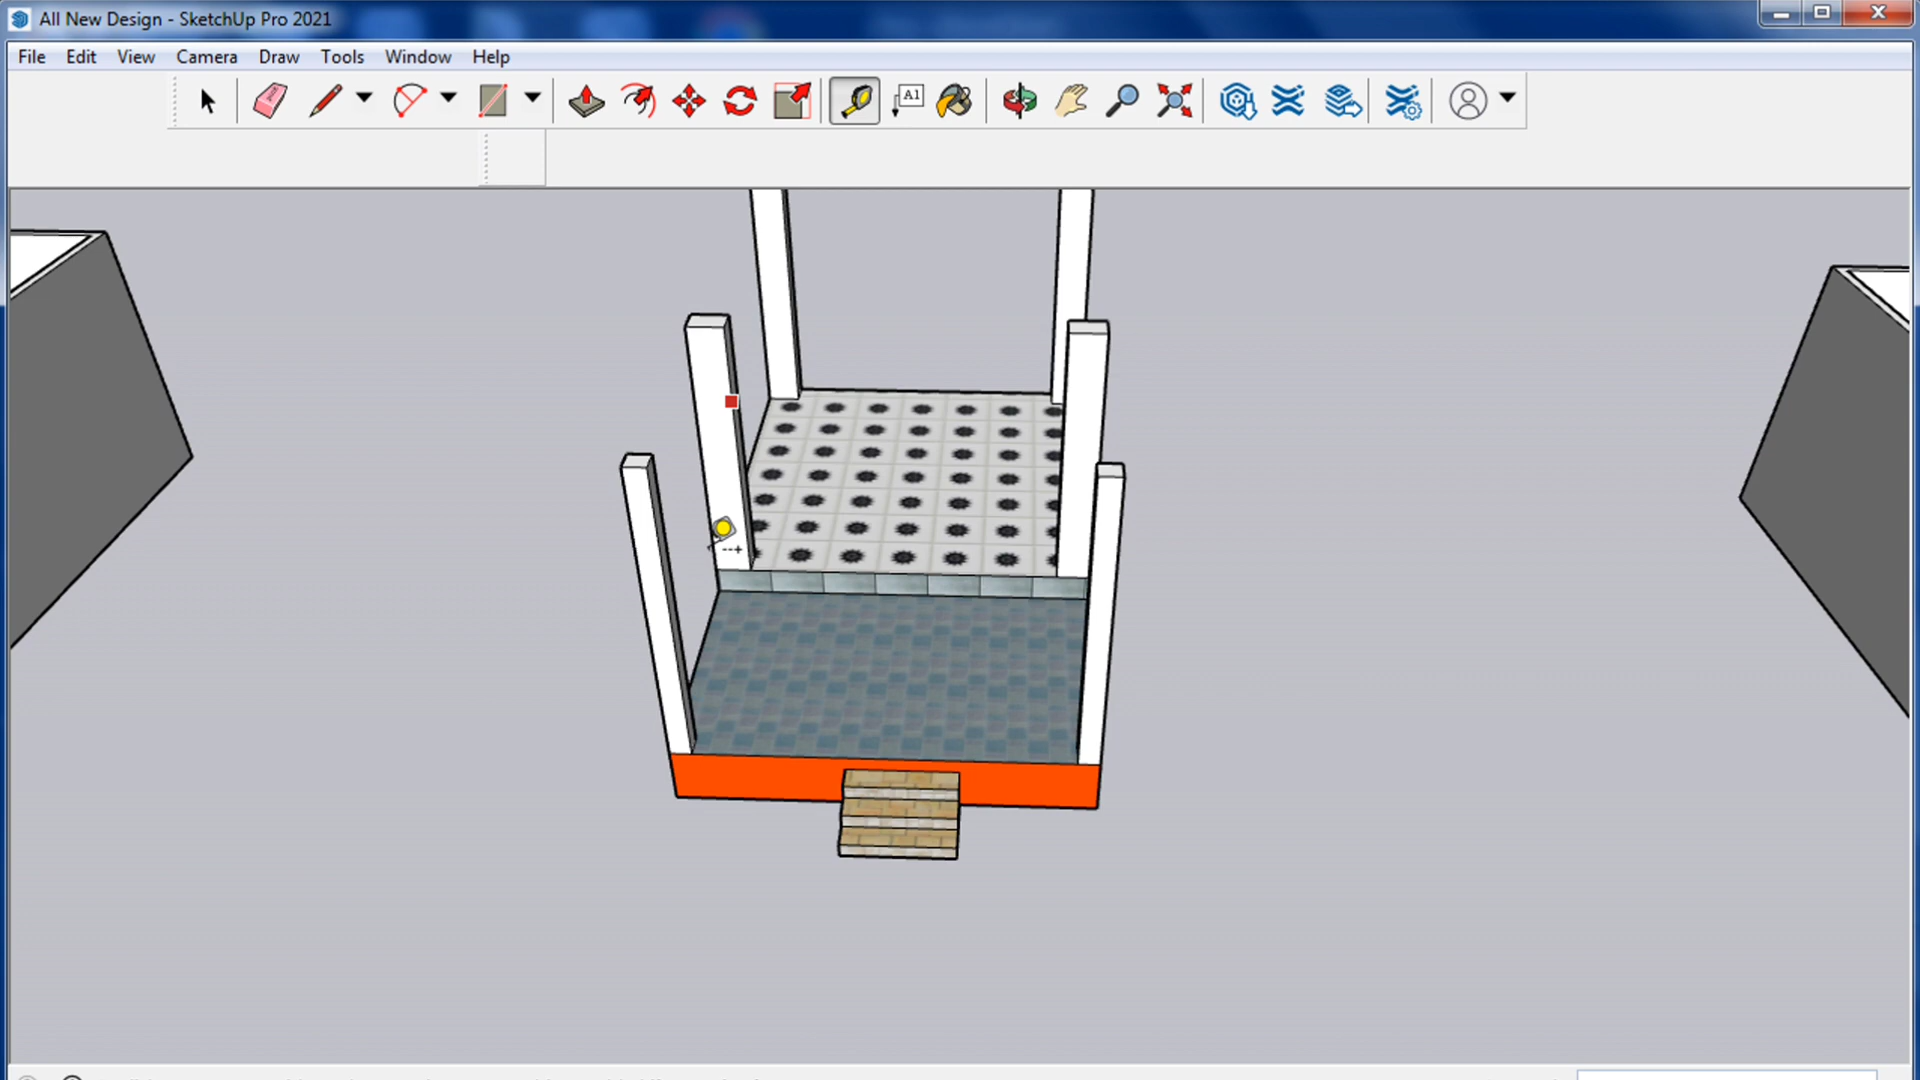 All New Design - SketchUp Pro 2021
File Edit View Camera Draw Tools Window Help
A1